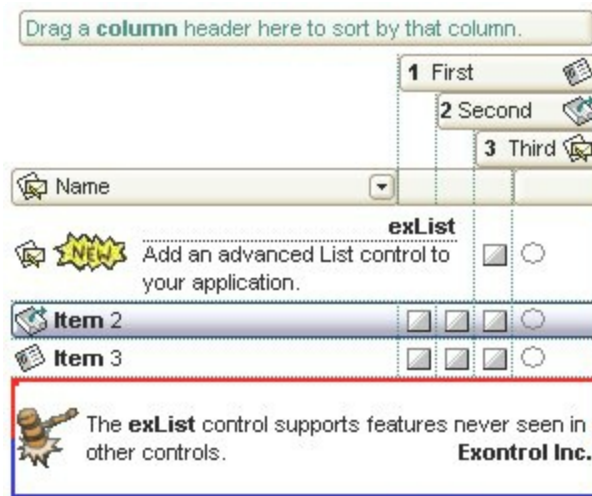 Drag a column header here to sort by that column.
1 First
2 Second
3 Third
Name
NEW
exList
Add an advanced List control to
your application.
Item 2
Item 3
The exList control supports features never seen in
other controls. Exontrol Inc.